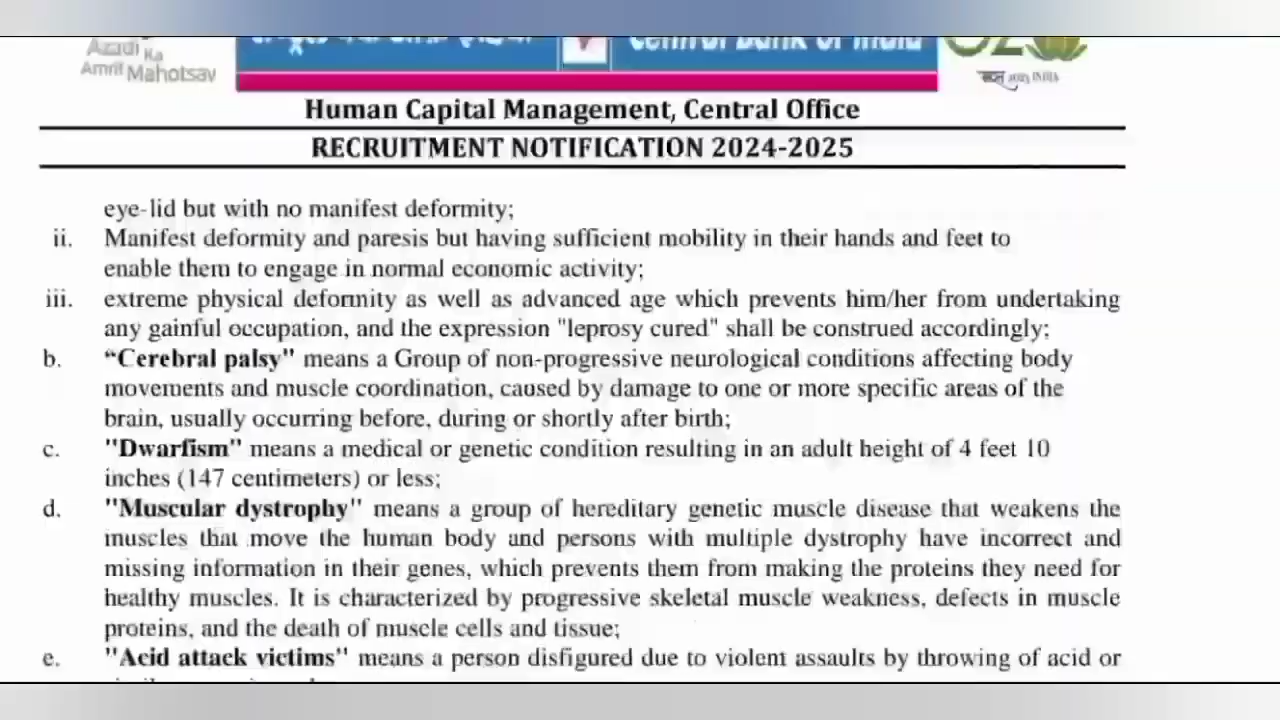 Azadi
Ka
Amrit Mahotsav
Central Bank of India
Human Capital Management, Central Office
RECRUITMENT NOTIFICATION 2024-2025
eye-lid but with no manifest deformity;
ii. Manifest deformity and paresis but having sufficient mobility in their hands and feet to
enable them to engage in normal economic activity;
iii. extreme physical deformity as well as advanced age which prevents him/her from undertaking
any gainful occupation, and the expression "leprosy cured" shall be construed accordingly;
b. “Cerebral palsy" means a Group of non-progressive neurological conditions affecting body
movements and muscle coordination, caused by damage to one or more specific areas of the
brain, usually occurring before, during or shortly after birth;
c. "Dwarfism" means a medical or genetic condition resulting in an adult height of 4 feet 10
inches (147 centimeters) or less;
d. "Muscular dystrophy" means a group of hereditary genetic muscle disease that weakens the
muscles that move the human body and persons with multiple dystrophy have incorrect and
missing information in their genes, which prevents them from making the proteins they need for
healthy muscles. It is characterized by progressive skeletal muscle weakness, defects in muscle
proteins, and the death of muscle cells and tissue;
e. "Acid attack victims" means a person disfigured due to violent assaults by throwing of acid or